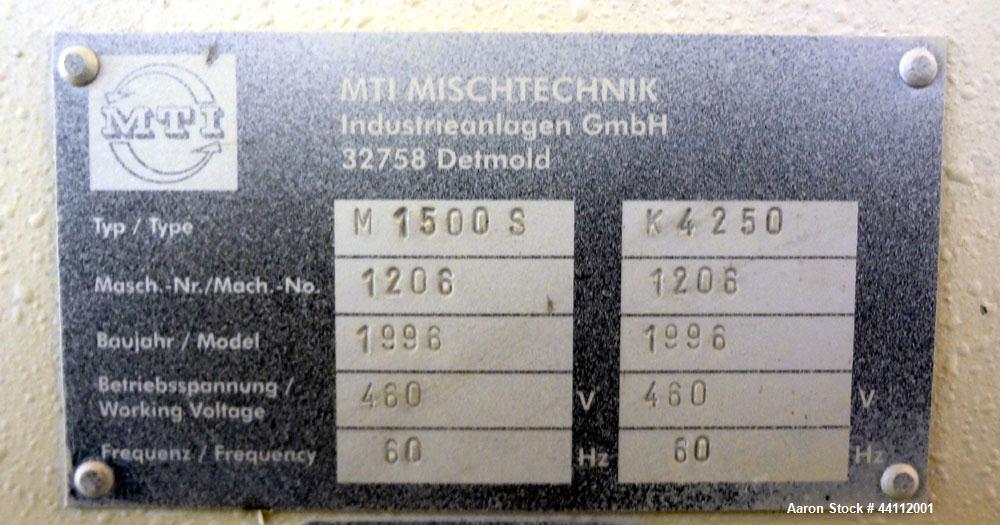 MTI
MTI MISCHTECHNIK
Industrieanlagen GmbH
32758 Detmold
Typ / Type M 1500 S K 4250
Masch.-Nr./Mach.-No. 1206 1206
Baujahr / Model 1996 1996
Betriebsspannung /
Working Voltage 460 V 460 V
Frequenz / Frequency 60 Hz 60 Hz
Aaron Stock # 44112001